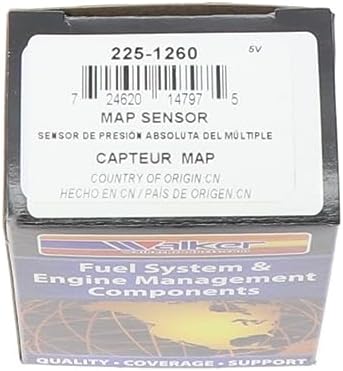 225-1260 5V
7 24620 14797 5
MAP SENSOR
SENSOR DE PRESIÓN ABSOLUTA DEL MÚLTIPLE
CAPTEUR MAP
COUNTRY OF ORIGIN:CN
HECHO EN CN / PAÍS DE ORIGEN:CN
Walker
Fuel System &
Engine Management
Components
QUALITY • COVERAGE • SUPPORT